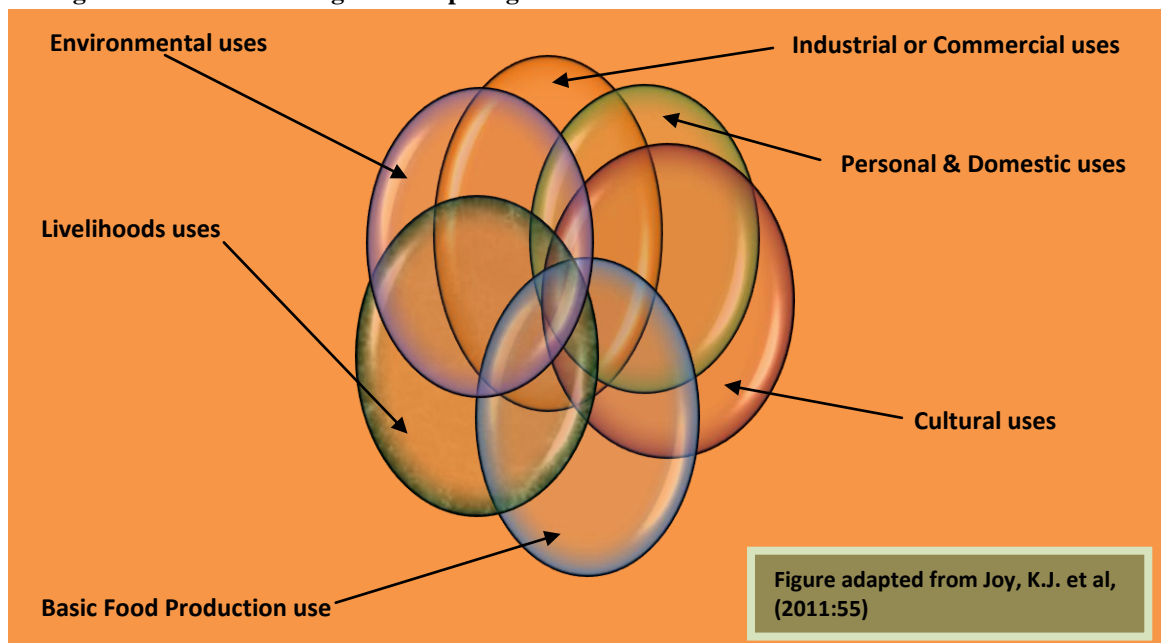 Environmental uses
Industrial or Commercial uses
Personal & Domestic uses
Livelihoods uses
Cultural uses
Basic Food Production use
Figure adapted from Joy, K.J. et al,
(2011:55)